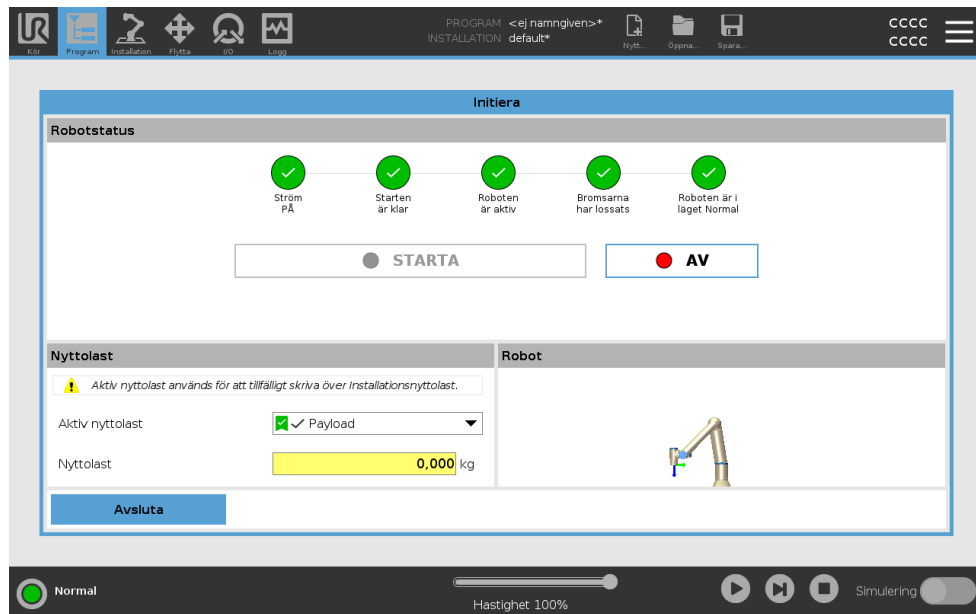 PROGRAM <ej namngiven>*
INSTALLATION default*
CCCC
CCCC
Kör
Program
Installation
Flytta
I/O
Logg
Nytt...
Öppna...
Spara...
Initiera
Robotstatus
Ström
PÅ
Starten
är klar
Roboten
är aktiv
Bromsarna
har lossats
Roboten är i
läget Normal
STARTA
AV
Nyttolast
Robot
Aktiv nyttolast används för att tillfälligt skriva över Installationsnyttolast.
Aktiv nyttolast
Payload
Nyttolast
0,000 kg
Avsluta
Normal
Hastighet 100%
Simulering